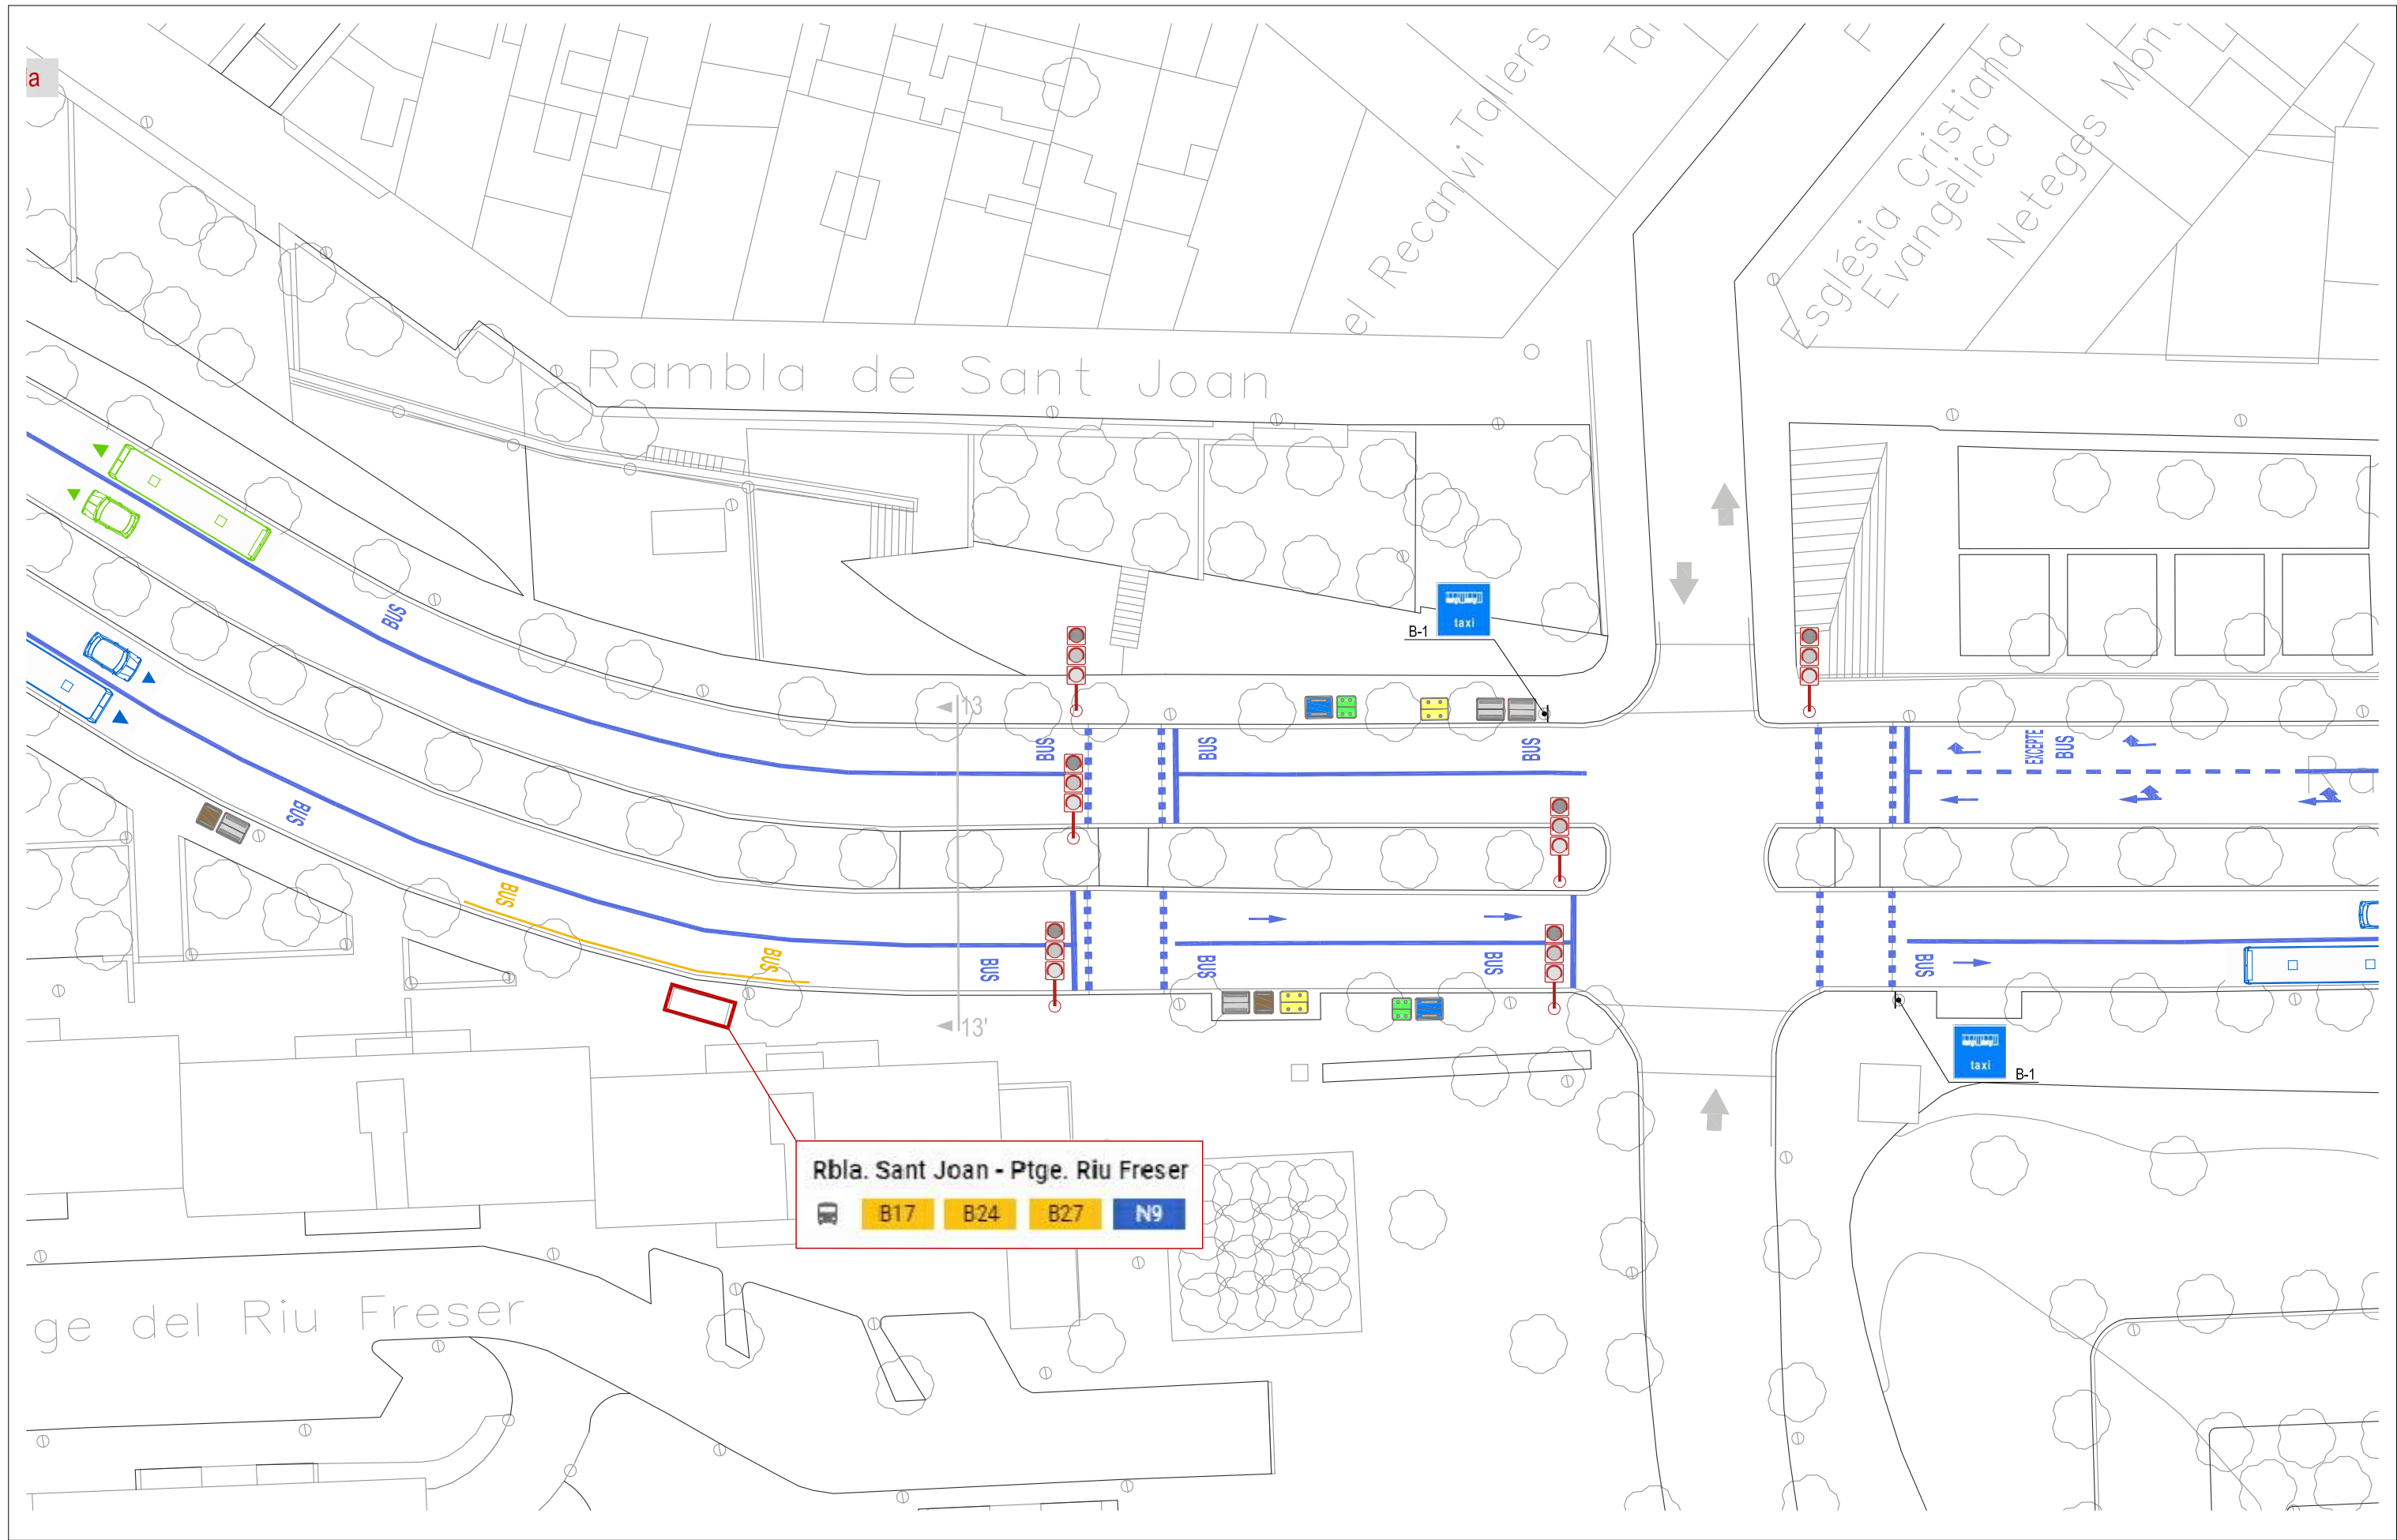 la
el Recanvi Tallers
Església Cristiana
Evangèlica
Neteges
Rambla de Sant Joan
BUS
taxi
B-1
13
BUS
BUS
BUS
EXCEPTE
BUS
BUS
BUS
BUS
BUS
BUS
BUS
BUS
13'
taxi
B-1
Rbla. Sant Joan - Ptge. Riu Freser
B17 B24 B27 N9
ge del Riu Freser